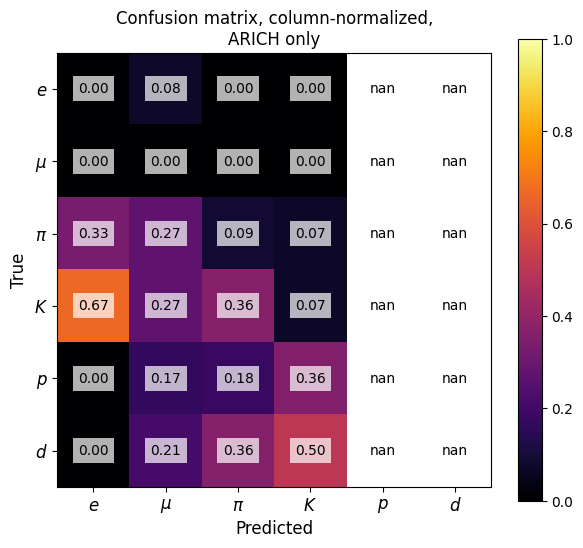 Confusion matrix, column-normalized,
ARICH only
1.0
e 0.00 0.08 0.00 0.00 nan nan
0.8
μ 0.00 0.00 0.00 0.00 nan nan
0.6
π 0.33 0.27 0.09 0.07 nan nan
True
K 0.67 0.27 0.36 0.07 nan nan
0.4
p 0.00 0.17 0.18 0.36 nan nan
0.2
d 0.00 0.21 0.36 0.50 nan nan
0.0
e μ π K p d
Predicted